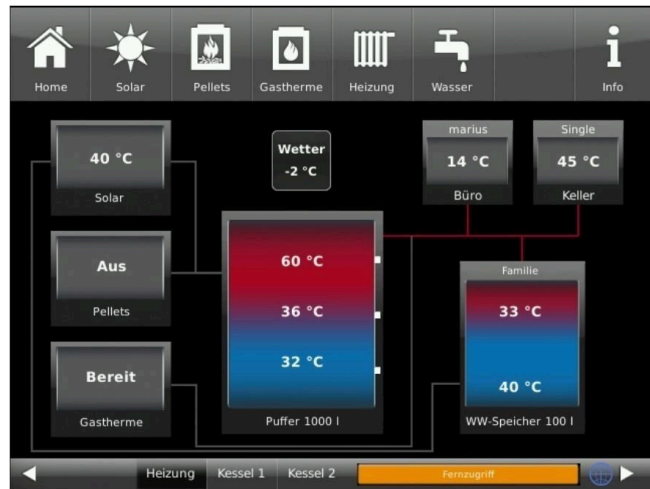 Home
Solar
Pellets
Gastherme
Heizung
Wasser
Info
40 °C
Solar
Wetter
-2 °C
marius
14 °C
Büro
Single
45 °C
Keller
Aus
Pellets
60 °C
36 °C
32 °C
Puffer 1000 l
Familie
33 °C
40 °C
WW-Speicher 100 l
Bereit
Gastherme
Heizung
Kessel 1
Kessel 2
Fernzugriff